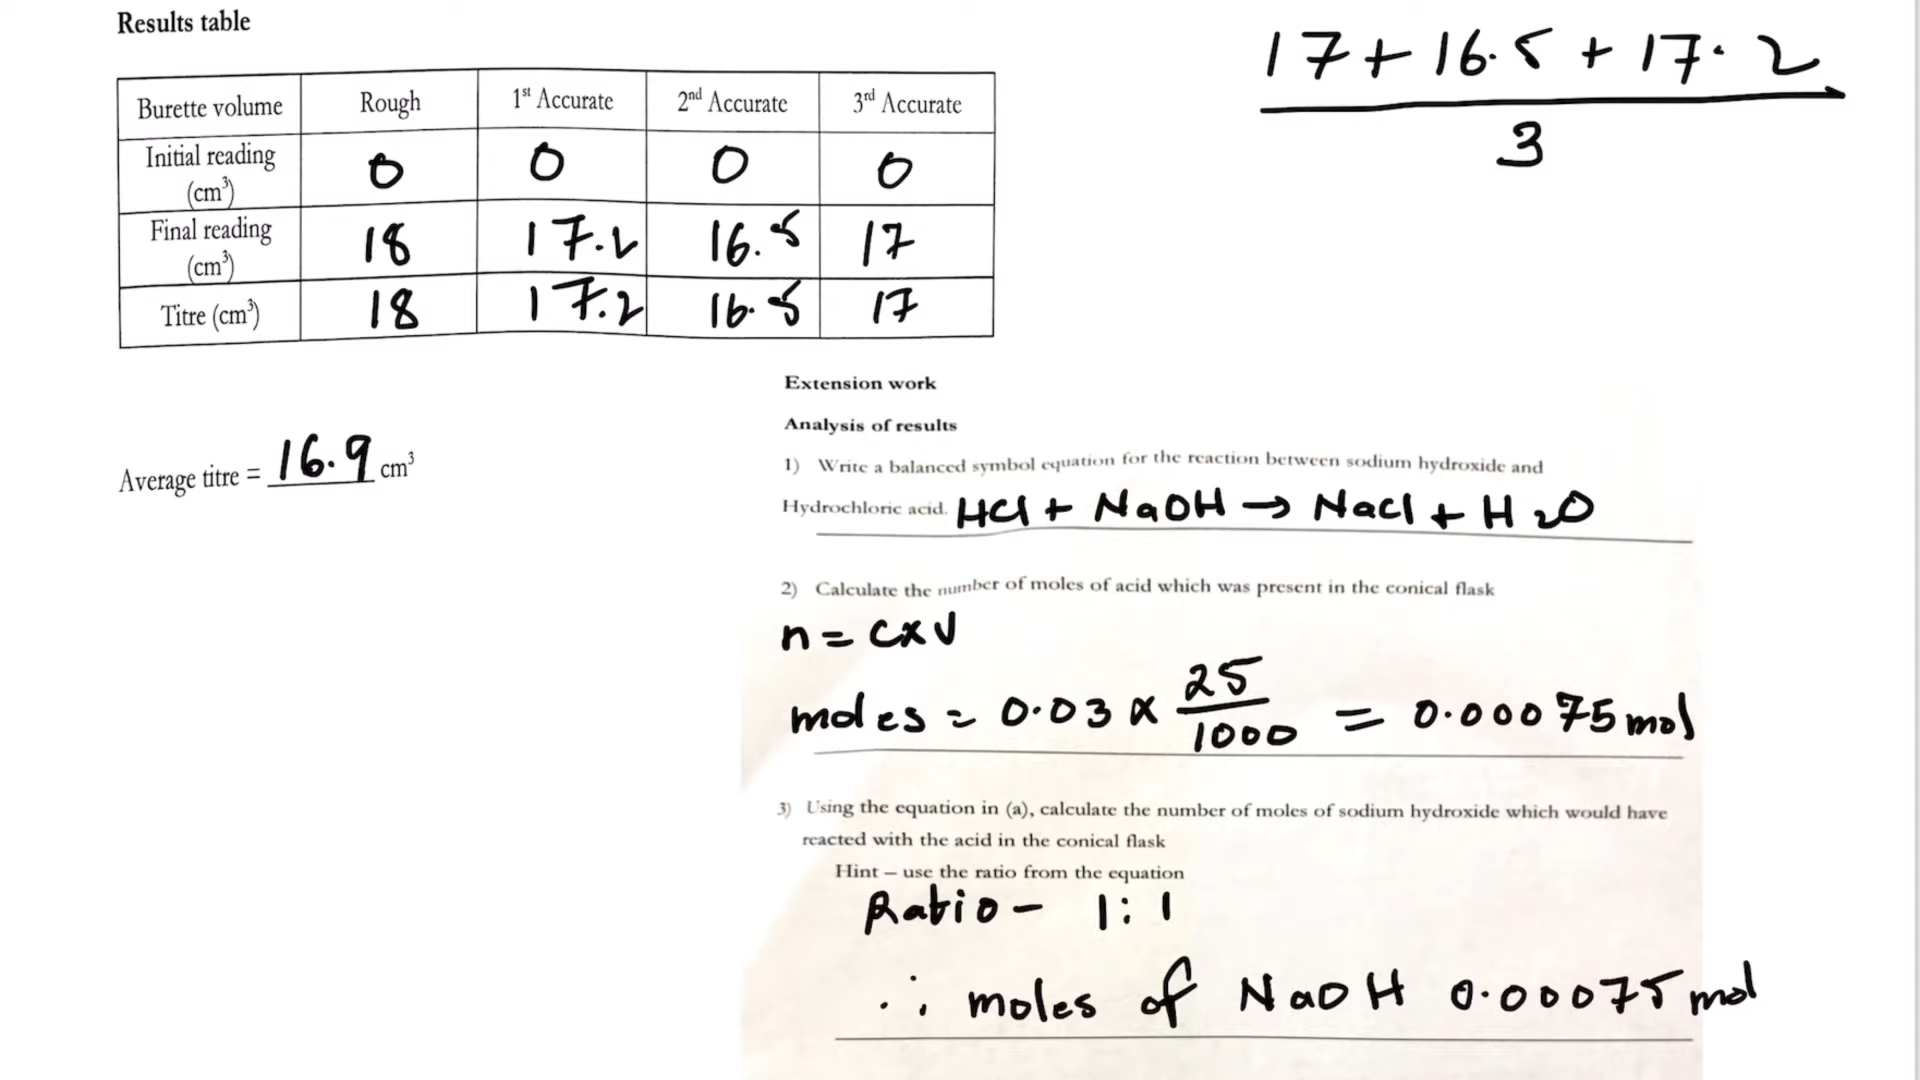 Results table
17 + 16.5 + 17.2
3
Burette volume Rough 1st Accurate 2nd Accurate 3rd Accurate
Initial reading (cm³) 0 0 0 0
Final reading (cm³) 18 17.2 16.5 17
Titre (cm³) 18 17.2 16.5 17
Average titre = 16.9 cm³
Extension work
Analysis of results
1) Write a balanced symbol equation for the reaction between sodium hydroxide and
Hydrochloric acid. HCl + NaOH → NaCl + H2O
2) Calculate the number of moles of acid which was present in the conical flask
n = c x v
moles = 0.03 x 25/1000 = 0.00075 mol
3) Using the equation in (a), calculate the number of moles of sodium hydroxide which would have
reacted with the acid in the conical flask
Hint – use the ratio from the equation
Ratio - 1:1
∴ moles of NaOH 0.00075 mol